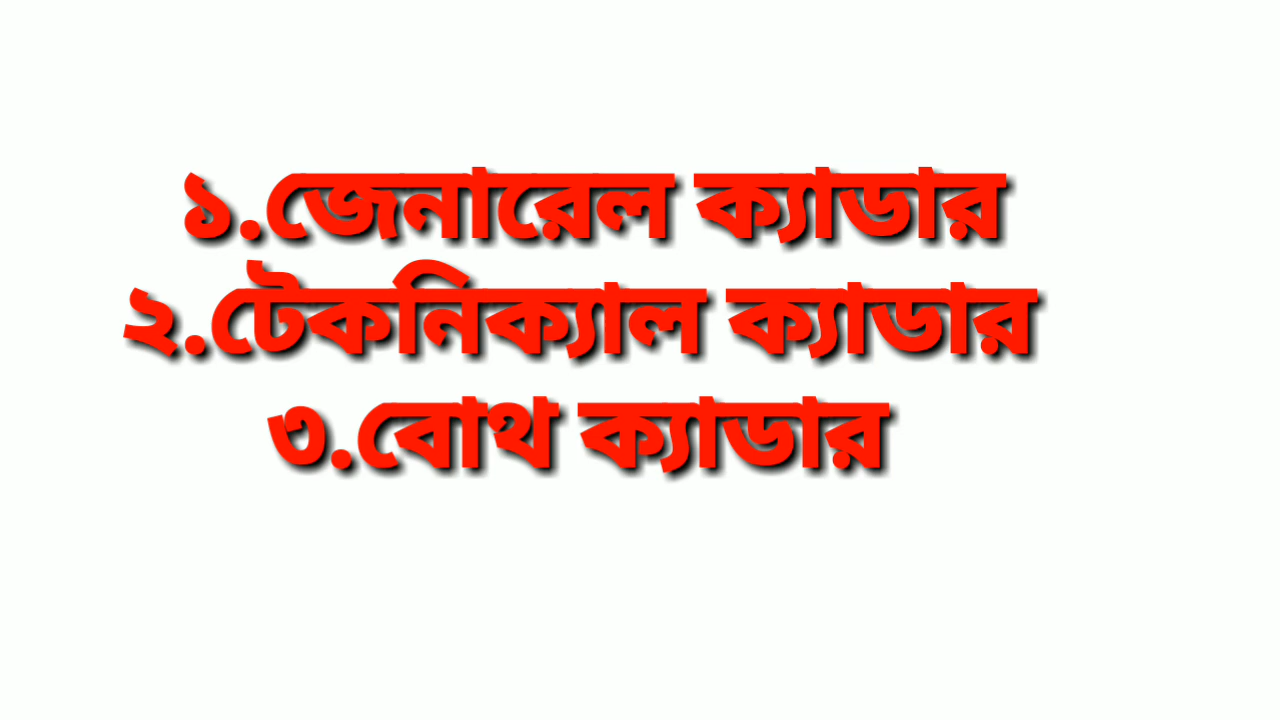 ১.জেনারেল ক্যাডার
২.টেকনিক্যাল ক্যাডার
৩.বোথ ক্যাডার